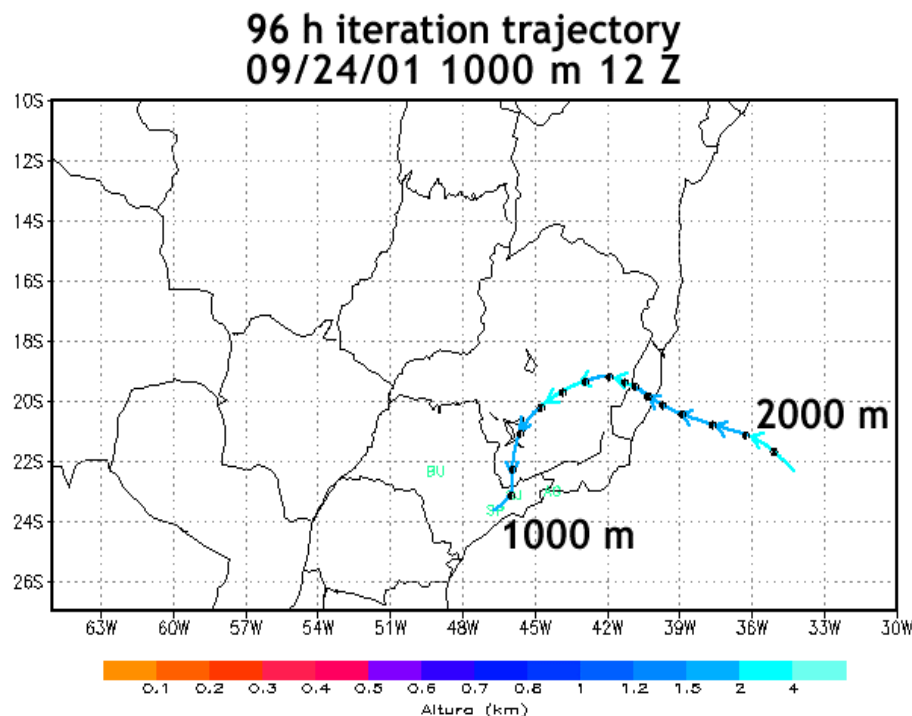 96 h iteration trajectory
09/24/01 1000 m 12 Z
10S
12S
14S
16S
18S
20S
22S
24S
26S
2000 m
BU
SP
1000 m
63W 60W 57W 54W 51W 48W 45W 42W 39W 36W 33W 30W
0.1 0.2 0.3 0.4 0.5 0.6 0.7 0.8 1 1.2 1.5 2 4
Altura (km)